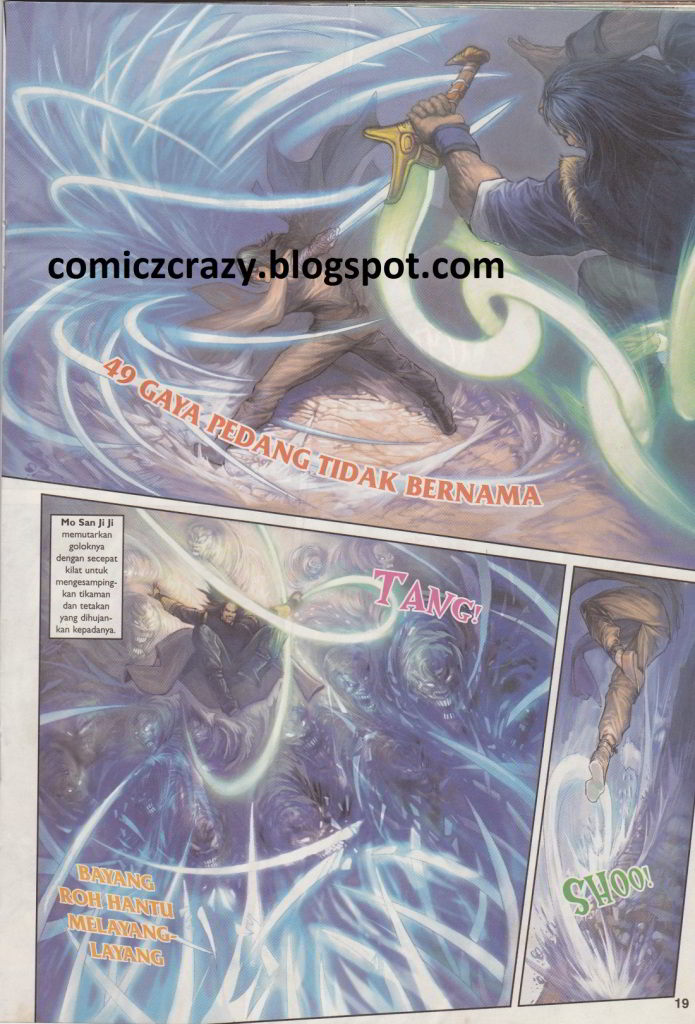 comiczcrazy.blogspot.com
49 GAYA PEDANG TIDAK BERNAMA
Mo San Ji Ji
memutarkan
goloknya
dengan secepat
kilat untuk
mengesamping-
kan tikaman
dan tetakan
yang dihujan-
kan kepadanya.
TANG!
BAYANG
ROH HANTU
MELAYANG-
LAYANG
SHOO!
19